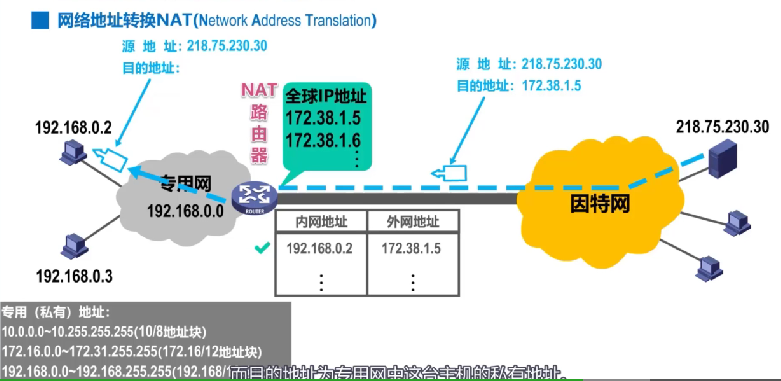 网络地址转换NAT(Network Address Translation)
源 地 址: 218.75.230.30
目的地址:
源 地 址: 218.75.230.30
目的地址: 172.38.1.5
NAT
路
由
器
全球IP地址
172.38.1.5
172.38.1.6
⋮
192.168.0.2
218.75.230.30
专用网
192.168.0.0
ROUTER
因特网
内网地址 外网地址
192.168.0.2 172.38.1.5
⋮ ⋮
192.168.0.3
专用（私有）地址:
10.0.0.0~10.255.255.255(10/8地址块)
172.16.0.0~172.31.255.255(172.16/12地址块)
192.168.0.0~192.168.255.255(192.168/1
而目的地址为专用网中这台主机的私有地址。